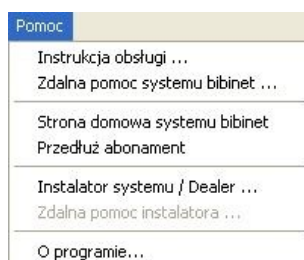 Pomoc
Instrukcja obsługi ...
Zdalna pomoc systemu bibinet ...
Strona domowa systemu bibinet
Przedłuż abonament
Instalator systemu / Dealer ...
Zdalna pomoc instalatora ...
O programie...